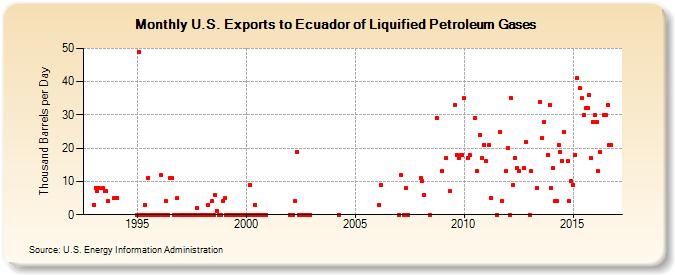 Monthly U.S. Exports to Ecuador of Liquified Petroleum Gases
Thousand Barrels per Day
50
40
30
20
10
0
1995 2000 2005 2010 2015
Source: U.S. Energy Information Administration